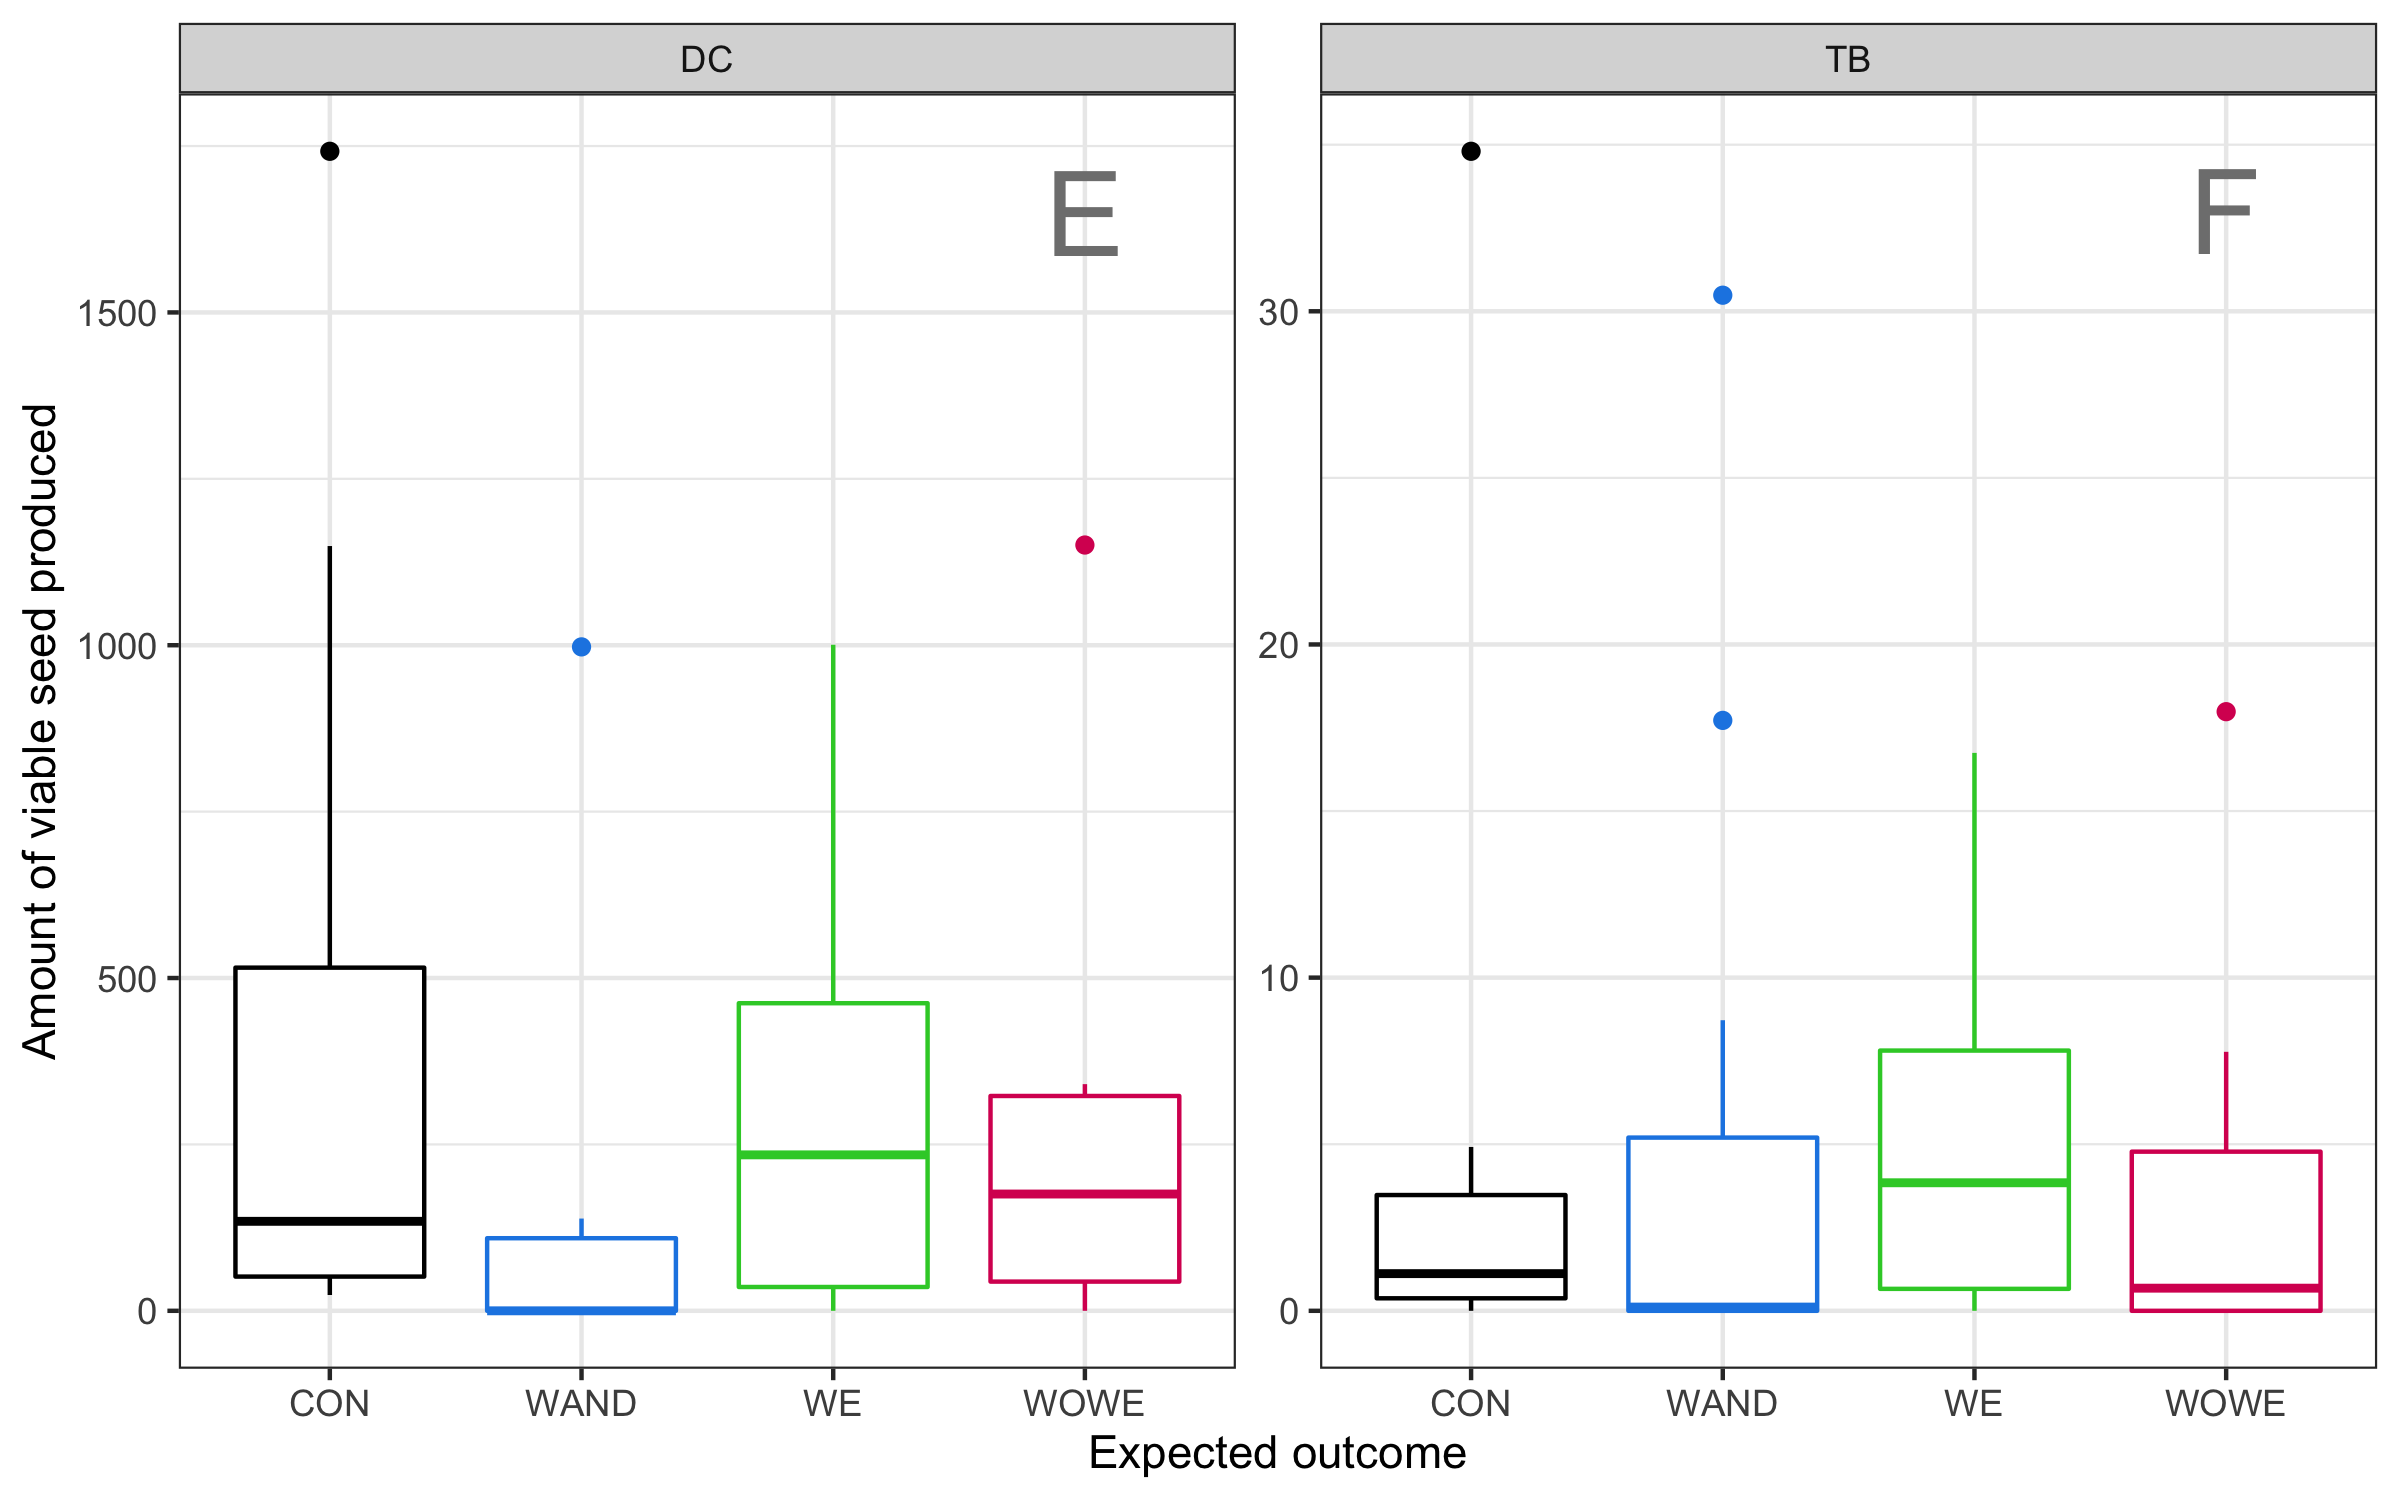 DC
TB
E
F
Amount of viable seed produced
1500
1000
500
0
30
20
10
0
CON WAND WE WOWE
CON WAND WE WOWE
Expected outcome